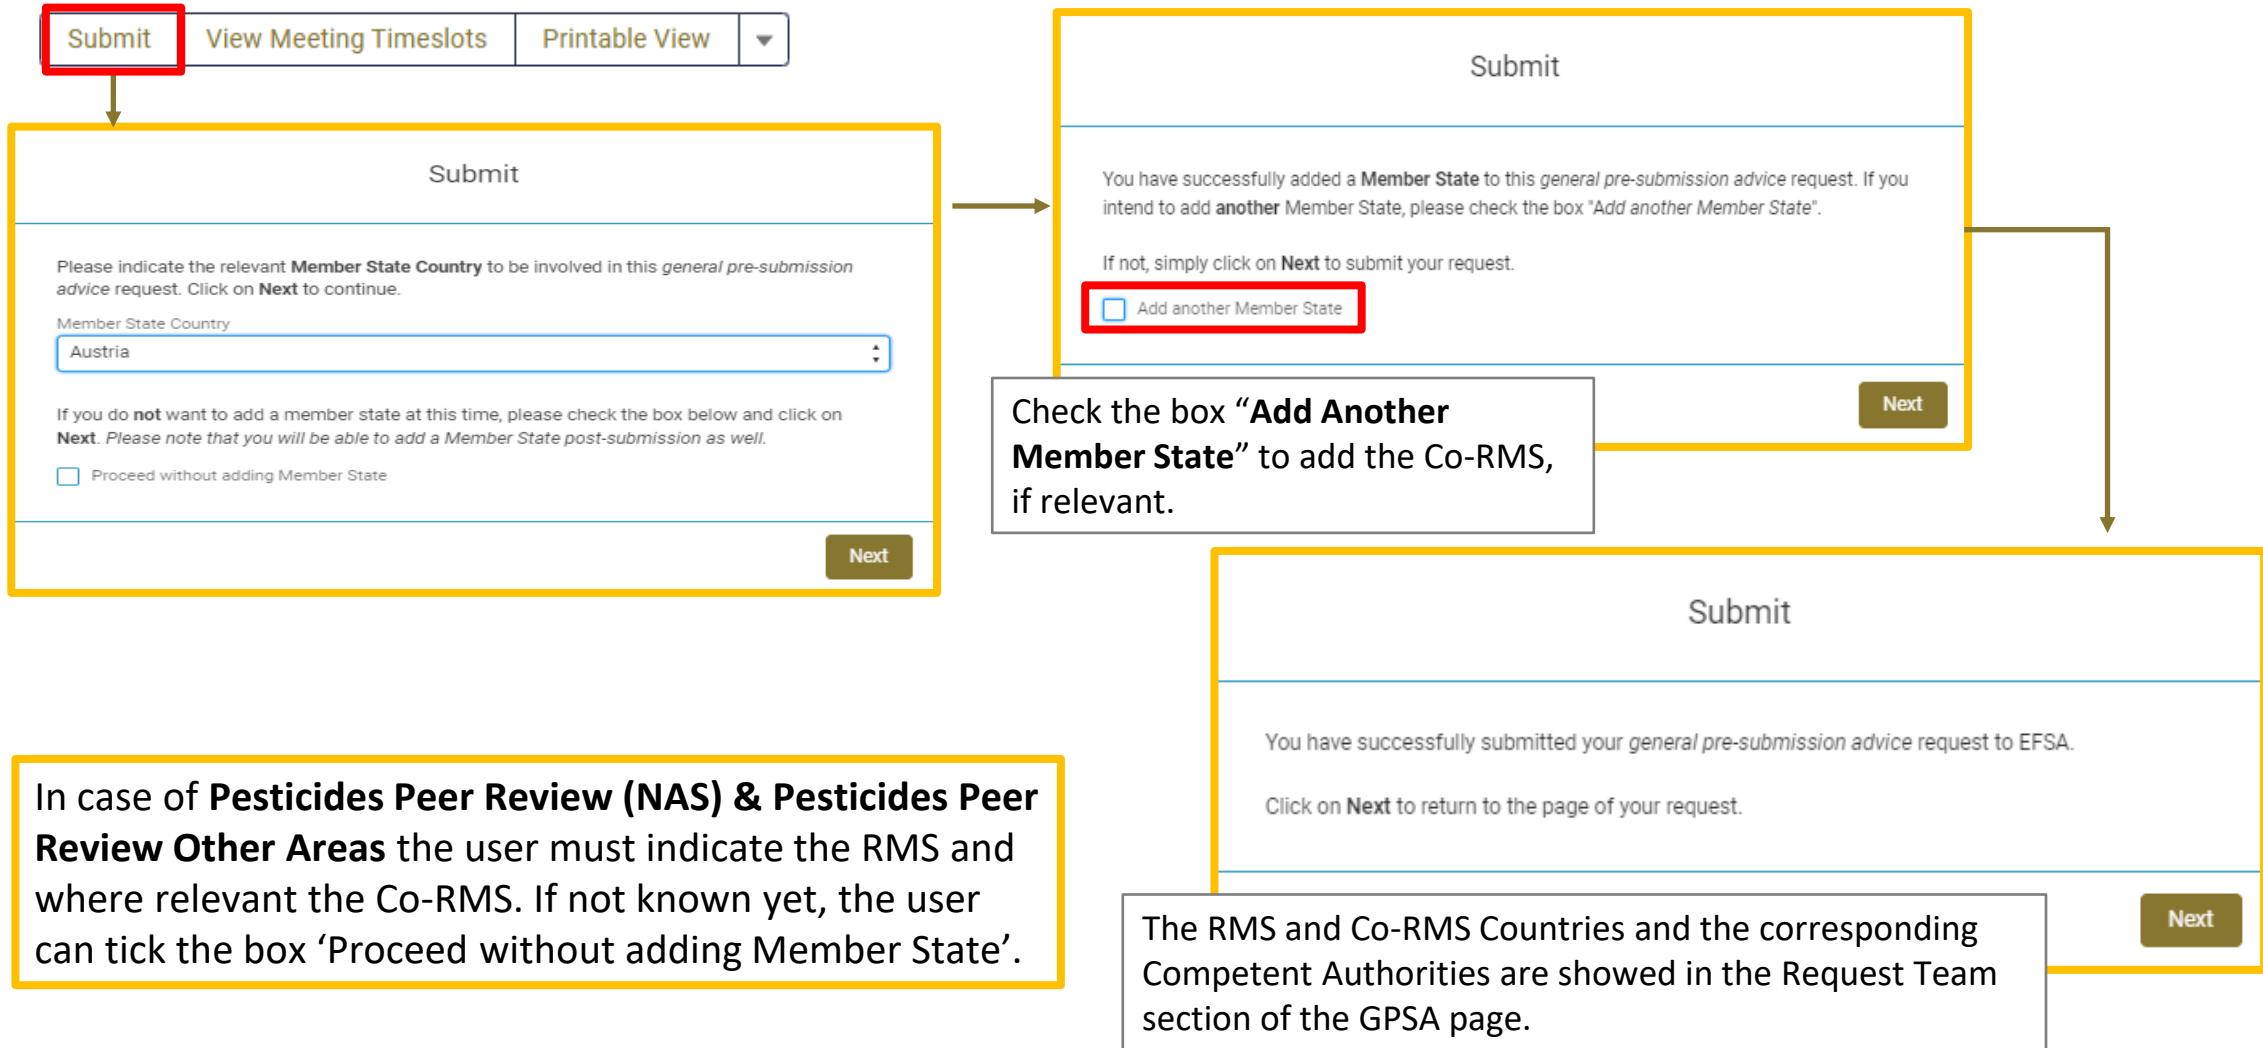 Submit
View Meeting Timeslots
Printable View
Submit
Please indicate the relevant Member State Country to be involved in this general pre-submission
advice request. Click on Next to continue.
Member State Country
Austria
If you do not want to add a member state at this time, please check the box below and click on
Next. Please note that you will be able to add a Member State post-submission as well.
Proceed without adding Member State
Next
Submit
You have successfully added a Member State to this general pre-submission advice request. If you
intend to add another Member State, please check the box "Add another Member State".
If not, simply click on Next to submit your request.
Add another Member State
Next
Check the box “Add Another
Member State” to add the Co-RMS,
if relevant.
Submit
You have successfully submitted your general pre-submission advice request to EFSA.
Click on Next to return to the page of your request.
Next
The RMS and Co-RMS Countries and the corresponding
Competent Authorities are showed in the Request Team
section of the GPSA page.
In case of Pesticides Peer Review (NAS) & Pesticides Peer
Review Other Areas the user must indicate the RMS and
where relevant the Co-RMS. If not known yet, the user
can tick the box ‘Proceed without adding Member State’.